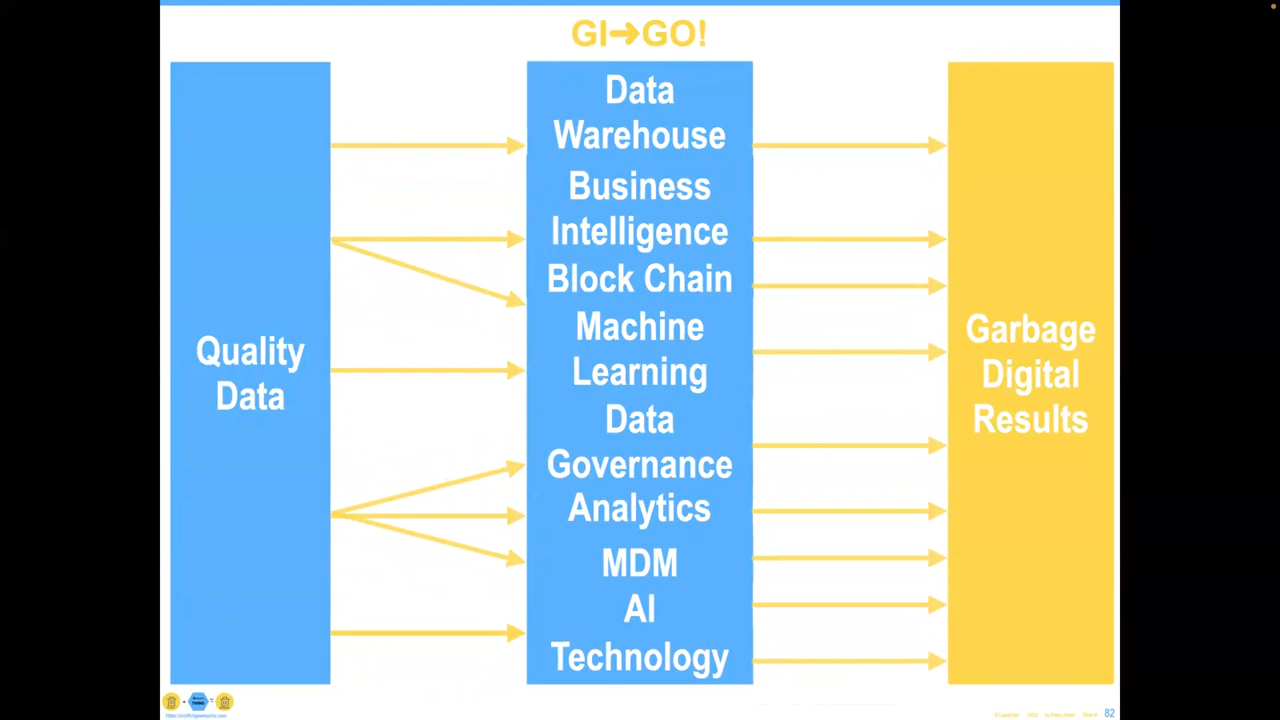 GI➔GO!
Quality
Data
Data
Warehouse
Business
Intelligence
Block Chain
Machine
Learning
Data
Governance
Analytics
MDM
AI
Technology
Garbage
Digital
Results
82